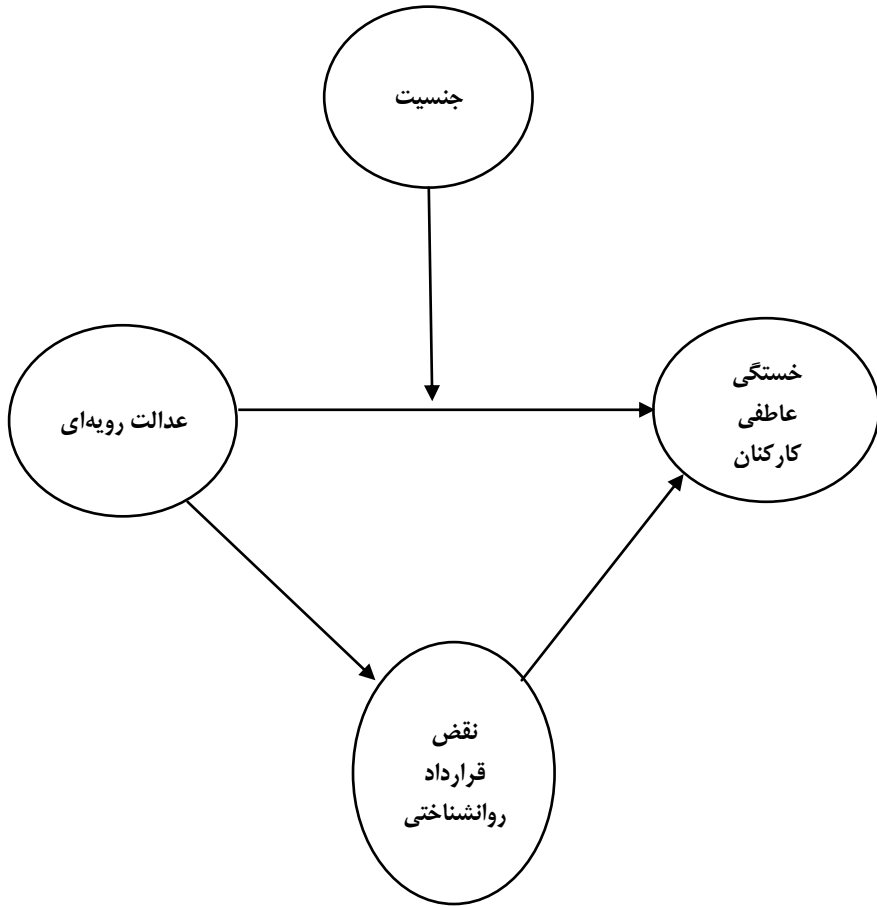 جنسیت
عدالت رویه‌ای
خستگی
عاطفی
کارکنان
نقض
قرارداد
روانشناختی